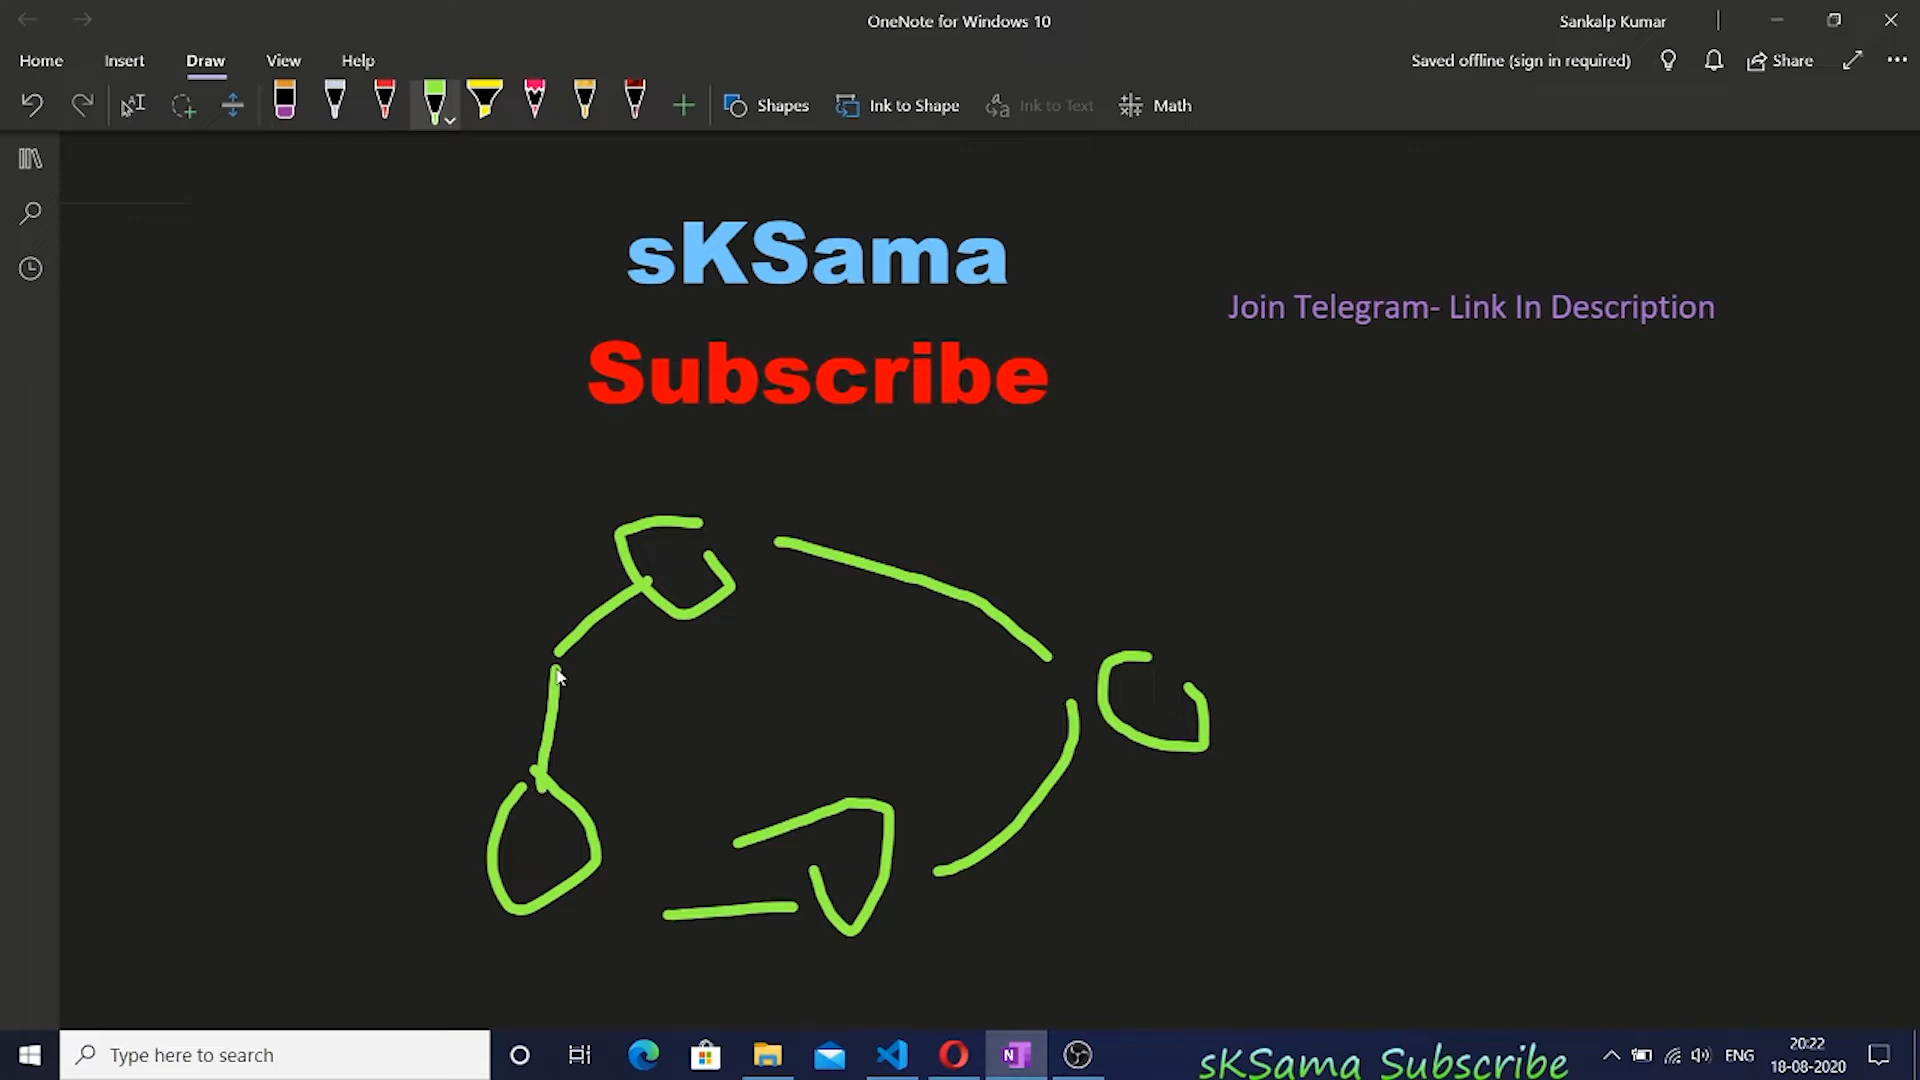 OneNote for Windows 10
Sankalp Kumar
Home Insert Draw View Help
Saved offline (sign in required) Share
Shapes Ink to Shape Ink to Text Math
sKSama
Join Telegram- Link In Description
Subscribe
Type here to search
sKSama Subscribe
ENG
20:22
18-08-2020